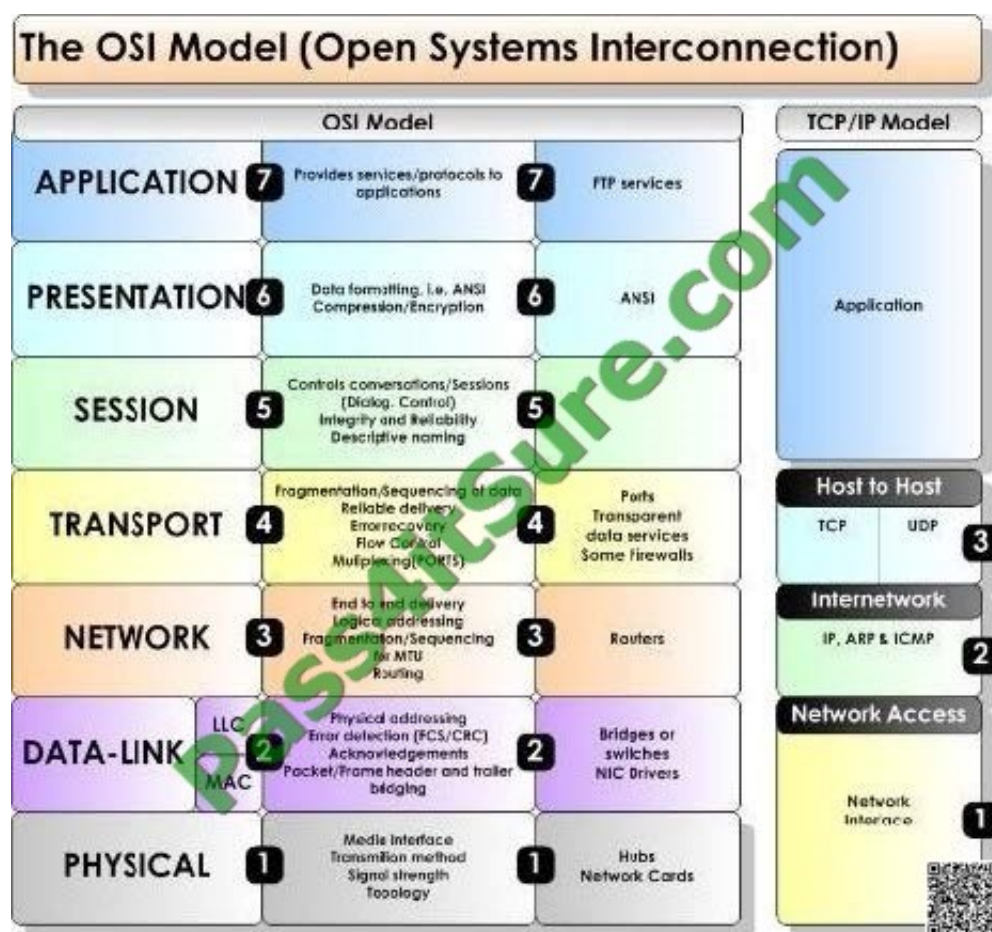 The OSI Model (Open Systems Interconnection)
OSI Model
TCP/IP Model
APPLICATION
7
Provides services/protocols to
applications
7
FTP services
PRESENTATION
6
Data formatting, i.e. ANSI
Compression/Encryption
6
ANSI
SESSION
5
Controls conversations/Sessions
(Dialog. Control)
Integrity and Reliability
Descriptive naming
5
TRANSPORT
4
Fragmentation/Sequencing of data
Reliable delivery
Errorrecovery
Flow Control
Muliplexing(PORTS)
4
Ports
Transparent
data services
Some Firewalls
NETWORK
3
End to end delivery
Logical addressing
Fragmentation/Sequencing
for MTU
Routing
3
Routers
DATA-LINK
LLC
2
MAC
Physical addressing
Error detection (FCS/CRC)
Acknowledgements
Packet/Frame header and trailer
bridging
2
Bridges or
switches
NIC Drivers
PHYSICAL
1
Media Interface
Transmition method
Signal strength
Topology
1
Hubs
Network Cards
Application
Host to Host
TCP
UDP
3
Internetwork
IP, ARP & ICMP
2
Network Access
Network
Interace
1
Pass4itSure.com